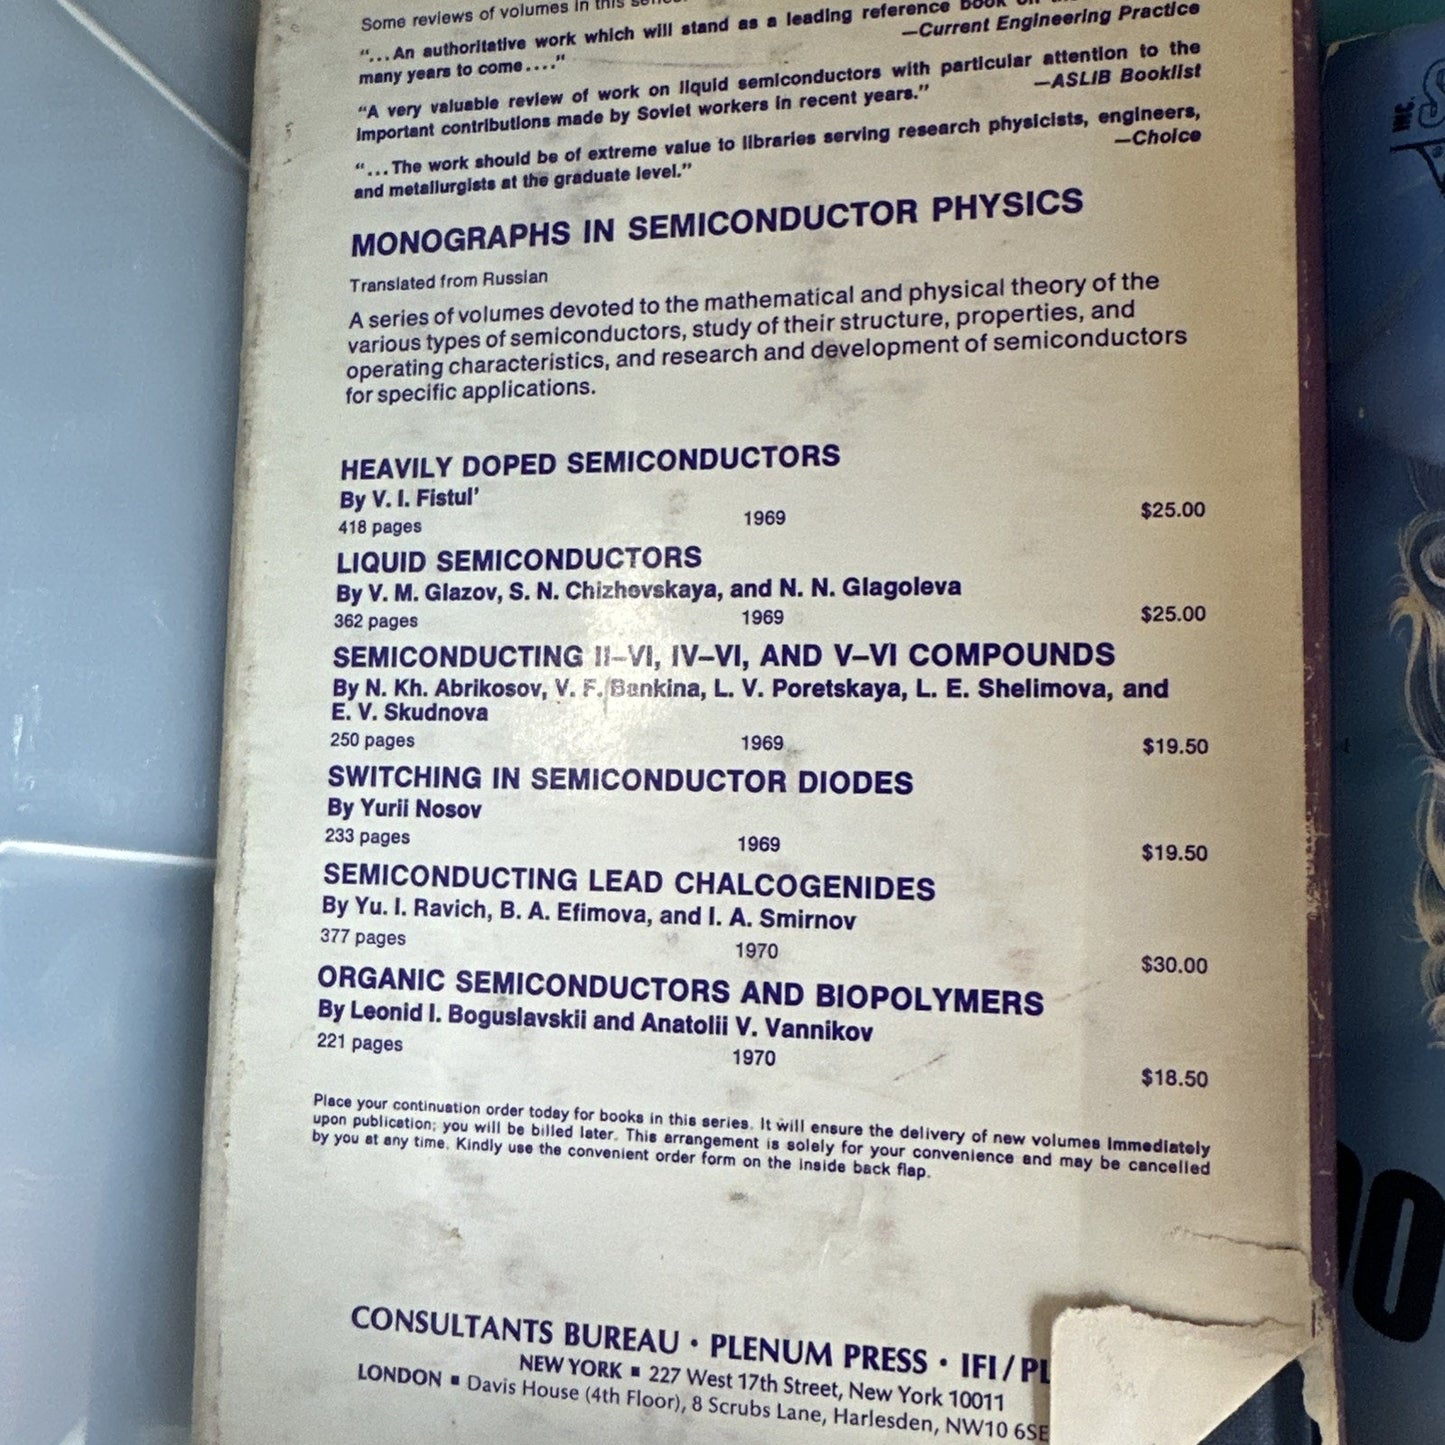 Some reviews of volumes in this
"...An authoritative work which will stand as a leading reference book
many years to come...."
—Current Engineering Practice
"A very valuable review of work on liquid semiconductors with particular attention to the
important contributions made by Soviet workers in recent years."
—ASLIB Booklist
"...The work should be of extreme value to libraries serving research physicists, engineers,
and metallurgists at the graduate level."
—Choice
MONOGRAPHS IN SEMICONDUCTOR PHYSICS
Translated from Russian
A series of volumes devoted to the mathematical and physical theory of the
various types of semiconductors, study of their structure, properties, and
operating characteristics, and research and development of semiconductors
for specific applications.
HEAVILY DOPED SEMICONDUCTORS
By V. I. Fistul'
418 pages 1969 $25.00
LIQUID SEMICONDUCTORS
By V. M. Glazov, S. N. Chizhevskaya, and N. N. Glagoleva
362 pages 1969 $25.00
SEMICONDUCTING II–VI, IV–VI, AND V–VI COMPOUNDS
By N. Kh. Abrikosov, V. F. Bankina, L. V. Poretskaya, L. E. Shelimova, and
E. V. Skudnova
250 pages 1969 $19.50
SWITCHING IN SEMICONDUCTOR DIODES
By Yurii Nosov
233 pages 1969 $19.50
SEMICONDUCTING LEAD CHALCOGENIDES
By Yu. I. Ravich, B. A. Efimova, and I. A. Smirnov
377 pages 1970 $30.00
ORGANIC SEMICONDUCTORS AND BIOPOLYMERS
By Leonid I. Boguslavskii and Anatolii V. Vannikov
221 pages 1970 $18.50
Place your continuation order today for books in this series. It will ensure the delivery of new volumes immediately
upon publication; you will be billed later. This arrangement is solely for your convenience and may be cancelled
by you at any time. Kindly use the convenient order form on the inside back flap.
CONSULTANTS BUREAU • PLENUM PRESS • IFI/PL
NEW YORK ▪ 227 West 17th Street, New York 10011
LONDON ▪ Davis House (4th Floor), 8 Scrubs Lane, Harlesden, NW10 6SE